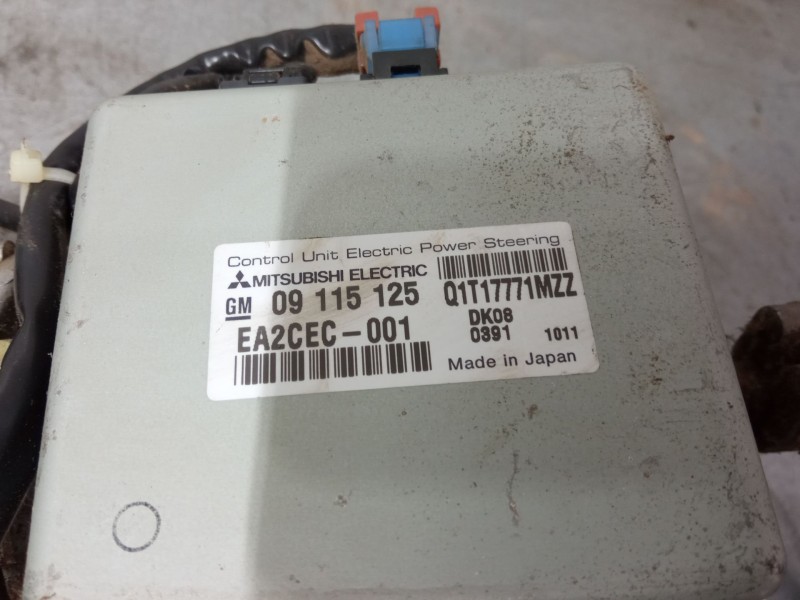 Control Unit Electric Power Steering
MITSUBISHI ELECTRIC
GM 09 115 125 Q1T17771MZZ
DK08
EA2CEC-001 0391 1011
Made in Japan